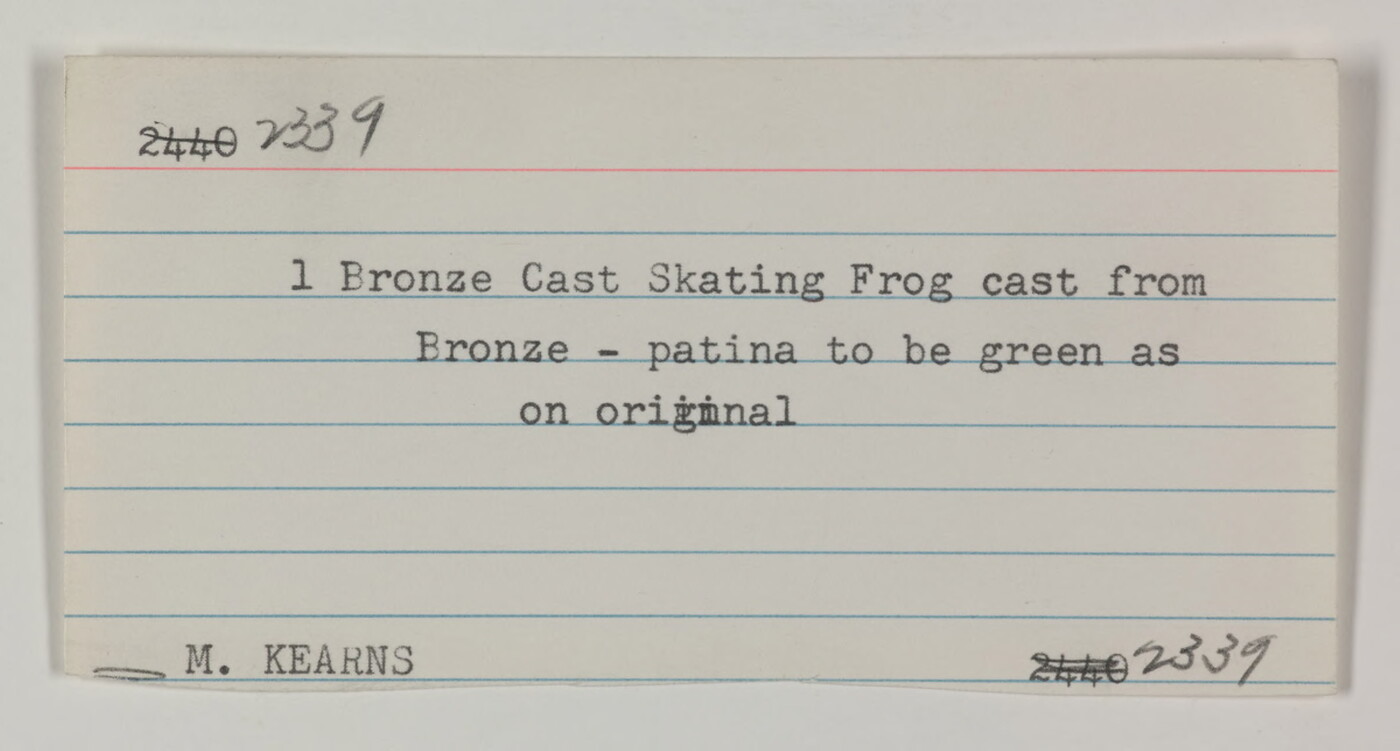 2440 2339
1 Bronze Cast Skating Frog cast from
Bronze - patina to be green as
on original
M. KEARNS 2440 2339